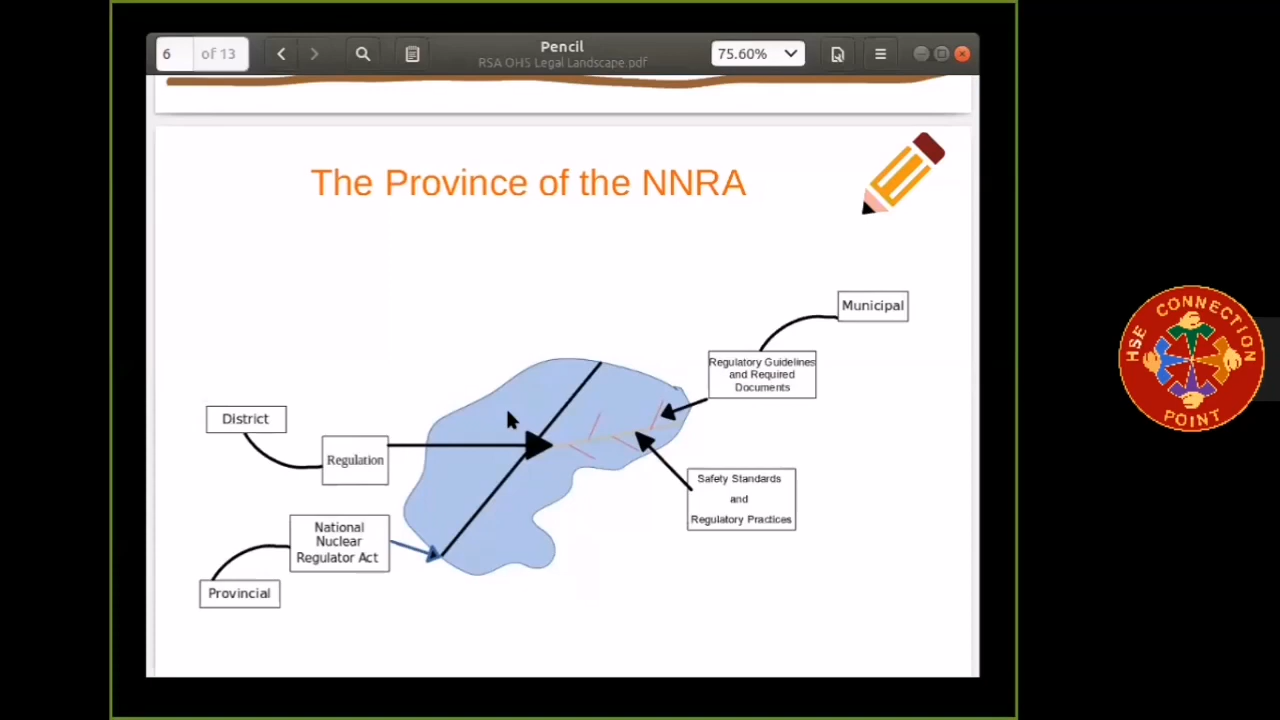 6
of 13
Pencil
RSA OHS Legal Landscape.pdf
75.60%
The Province of the NNRA
Municipal
Regulatory Guidelines
and Required
Documents
District
Regulation
Safety Standards
and
Regulatory Practices
National
Nuclear
Regulator Act
Provincial
HSE CONNECTION
POINT